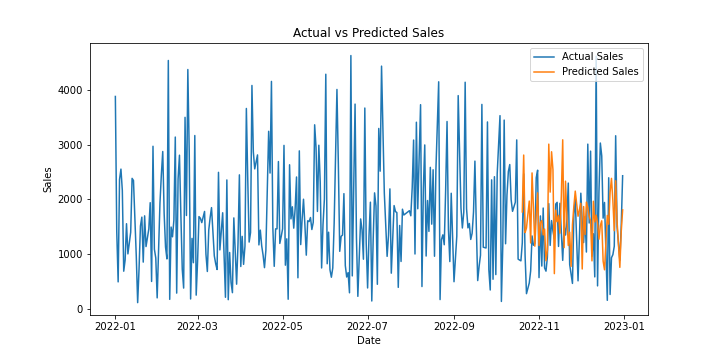 Actual vs Predicted Sales
Actual Sales
Predicted Sales
Sales
4000
3000
2000
1000
0
2022-01
2022-03
2022-05
2022-07
2022-09
2022-11
2023-01
Date